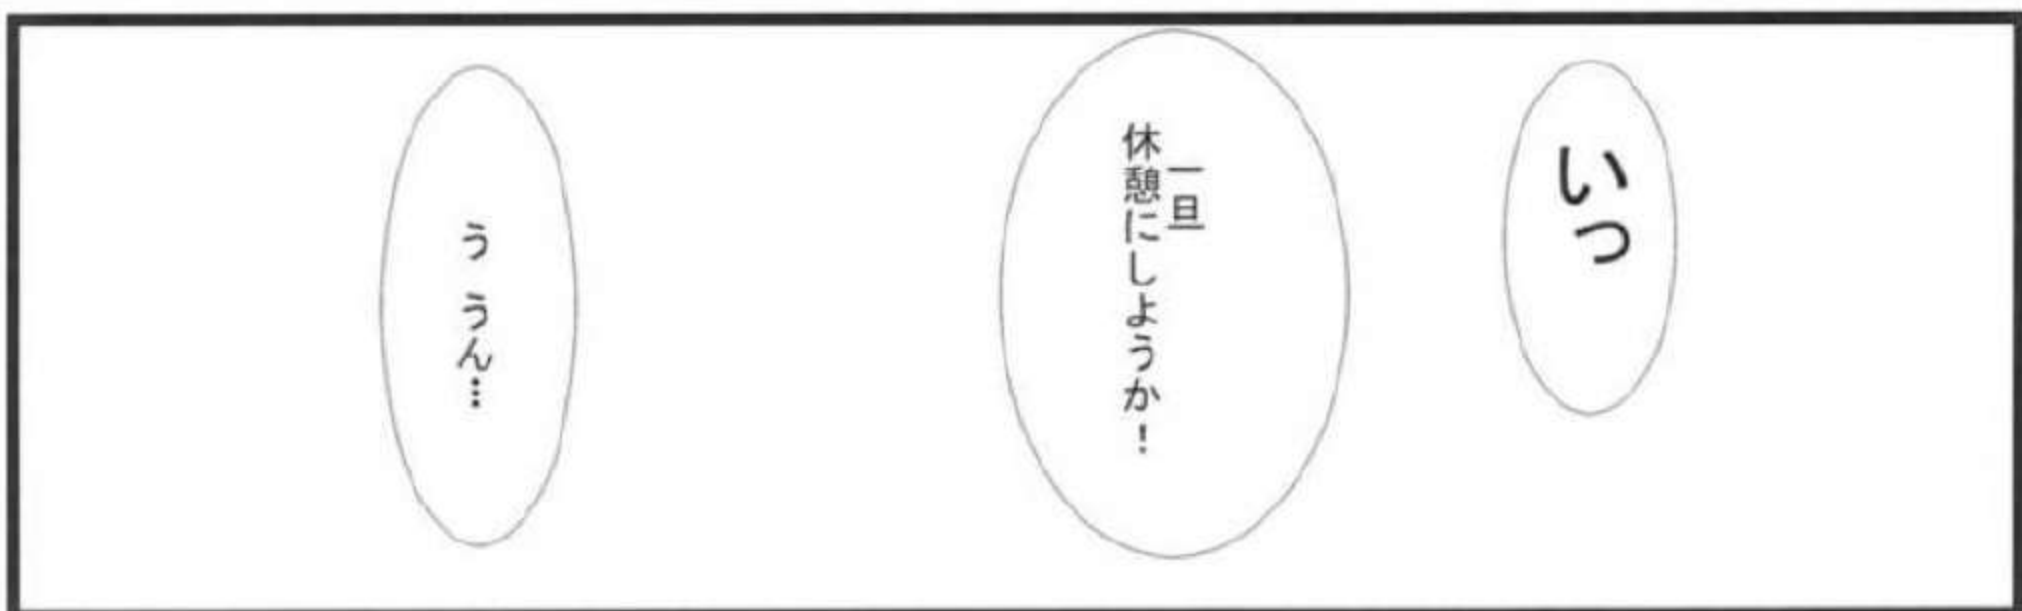 いっ
一旦
休憩にしようか！
う うん…